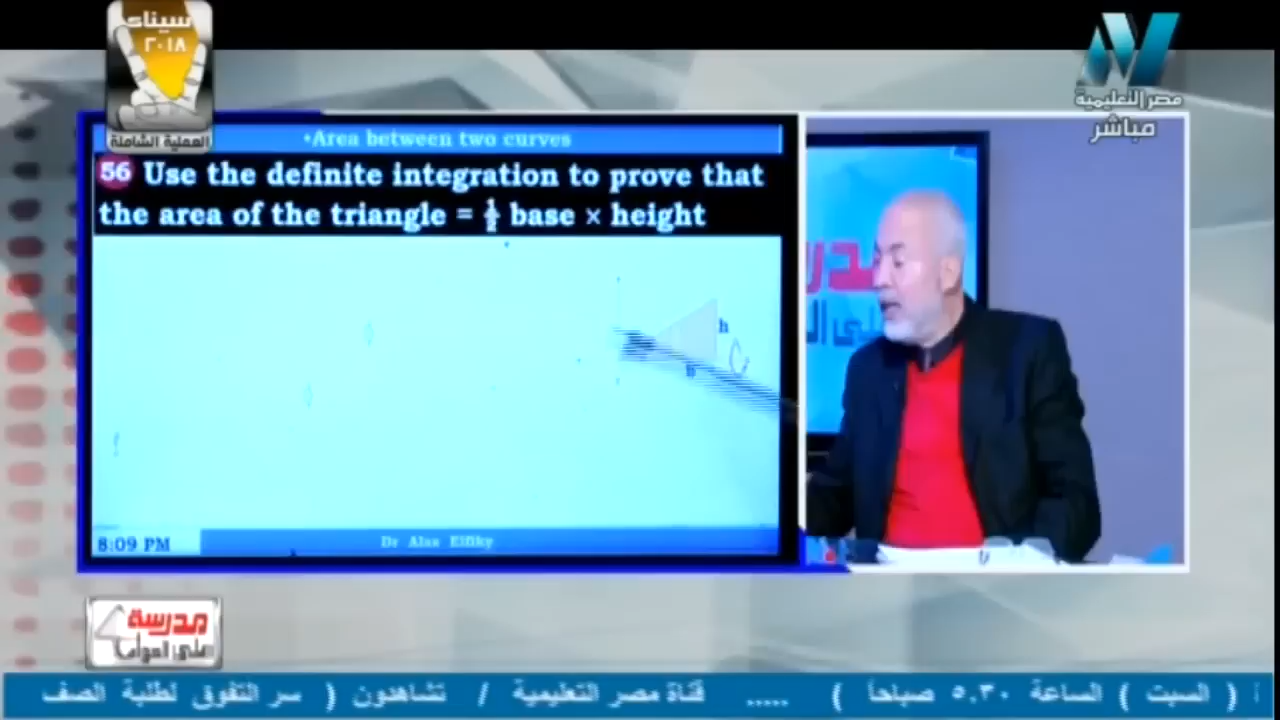 سيناء
٢٠١٨
العملية الشاملة
مصر التعليمية
مباشر
•Area between two curves
56 Use the definite integration to prove that
the area of the triangle = ½ base × height
h
b
8:09 PM
Dr Alaa Elfiky
مدرسة
على الهواء
( السبت ) الساعة ٥.٣٠ صباحاً ) ..... قناة مصر التعليمية / تشاهدون ( سر التفوق لطلبة الصف